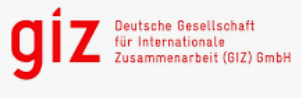 giz
Deutsche Gesellschaft
für Internationale
Zusammenarbeit (GIZ) GmbH